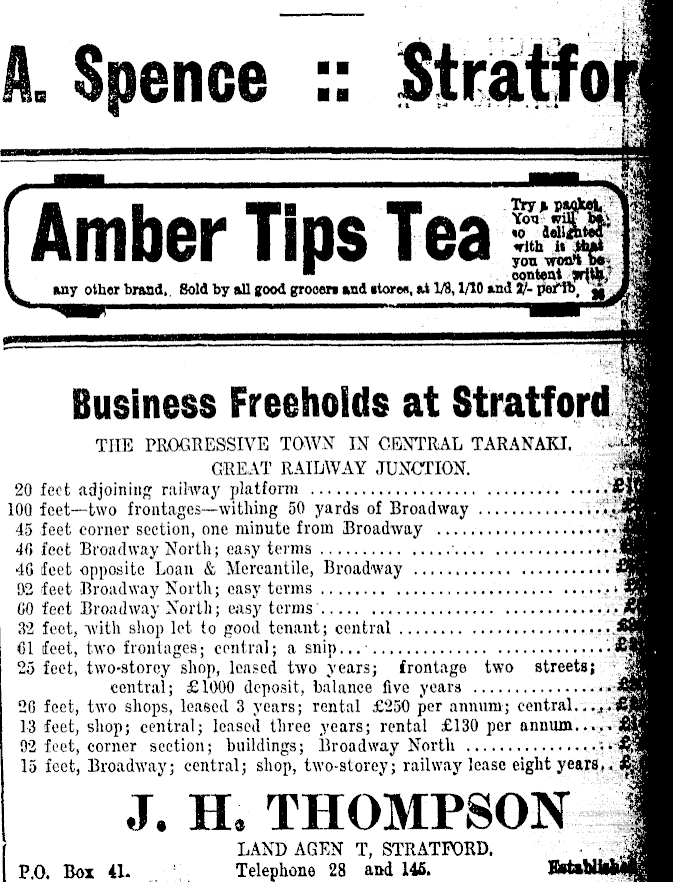 A. Spence :: Stratford
Amber Tips Tea
Try a packet.
You will be
so delighted
with it that
you won't be
content with
any other brand. Sold by all good grocers and stores, at 1/8, 1/10 and 2/- per lb.
Business Freeholds at Stratford
THE PROGRESSIVE TOWN IN CENTRAL TARANAKI.
GREAT RAILWAY JUNCTION.
20 feet adjoining railway platform
100 feet—two frontages—withing 50 yards of Broadway
45 feet corner section, one minute from Broadway
46 feet Broadway North; easy terms
46 feet opposite Loan & Mercantile, Broadway
92 feet Broadway North; easy terms
60 feet Broadway North; easy terms
32 feet, with shop let to good tenant; central
61 feet, two frontages; central; a snip
25 feet, two-storey shop, leased two years; frontage two streets;
central; £1000 deposit, balance five years
26 feet, two shops, leased 3 years; rental £250 per annum; central
13 feet, shop; central; leased three years; rental £130 per annum
92 feet, corner section; buildings; Broadway North
15 feet, Broadway; central; shop, two-storey; railway lease eight years
J. H. THOMPSON
LAND AGEN T, STRATFORD.
P.O. Box 41. Telephone 28 and 145. Established